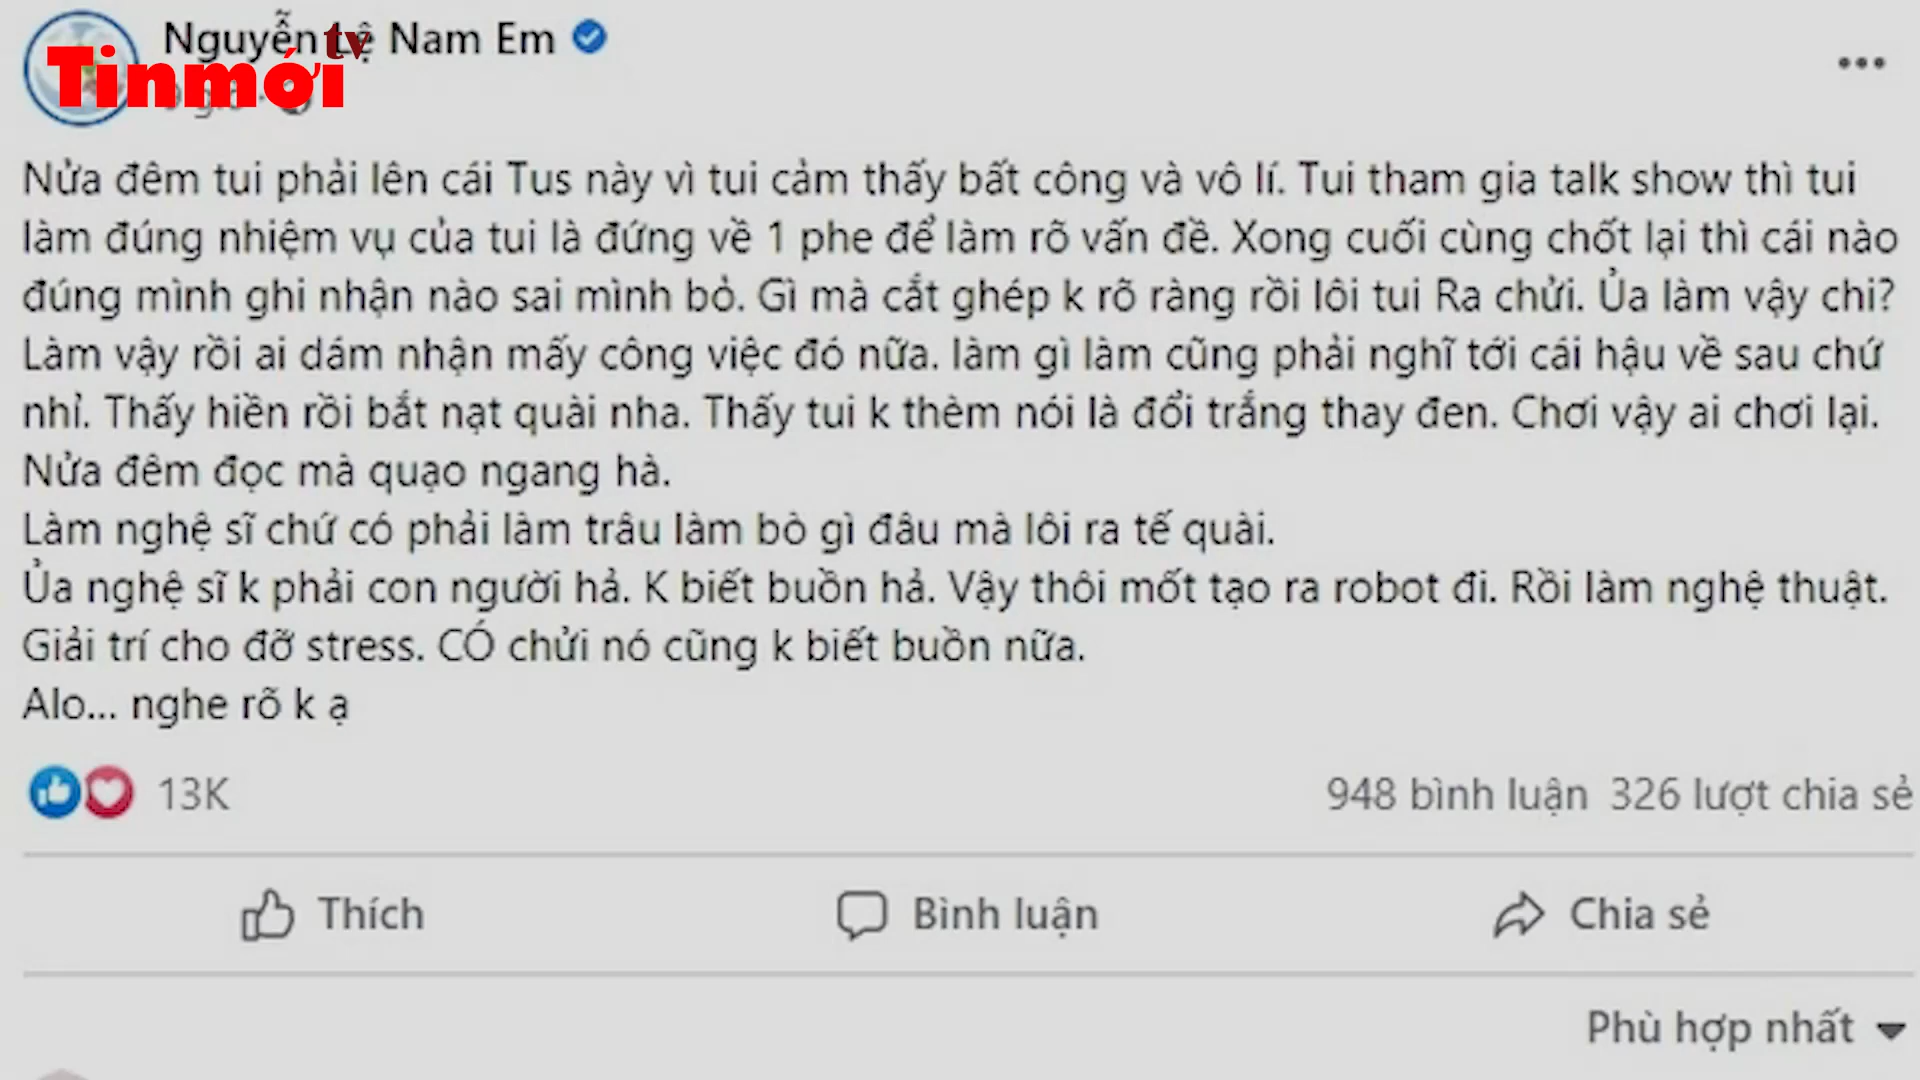 Nguyễn Lệ Nam Em
tv
Tinmới
Nửa đêm tui phải lên cái Tus này vì tui cảm thấy bất công và vô lí. Tui tham gia talk show thì tui
làm đúng nhiệm vụ của tui là đứng về 1 phe để làm rõ vấn đề. Xong cuối cùng chốt lại thì cái nào
đúng mình ghi nhận nào sai mình bỏ. Gì mà cắt ghép k rõ ràng rồi lôi tui Ra chửi. Ủa làm vậy chi?
Làm vậy rồi ai dám nhận mấy công việc đó nữa. làm gì làm cũng phải nghĩ tới cái hậu về sau chứ
nhỉ. Thấy hiền rồi bắt nạt quài nha. Thấy tui k thèm nói là đổi trắng thay đen. Chơi vậy ai chơi lại.
Nửa đêm đọc mà quạo ngang hà.
Làm nghệ sĩ chứ có phải làm trâu làm bò gì đâu mà lôi ra tế quài.
Ủa nghệ sĩ k phải con người hả. K biết buồn hả. Vậy thôi mốt tạo ra robot đi. Rồi làm nghệ thuật.
Giải trí cho đỡ stress. CÓ chửi nó cũng k biết buồn nữa.
Alo... nghe rõ k ạ
13K
948 bình luận 326 lượt chia sẻ
Thích
Bình luận
Chia sẻ
Phù hợp nhất